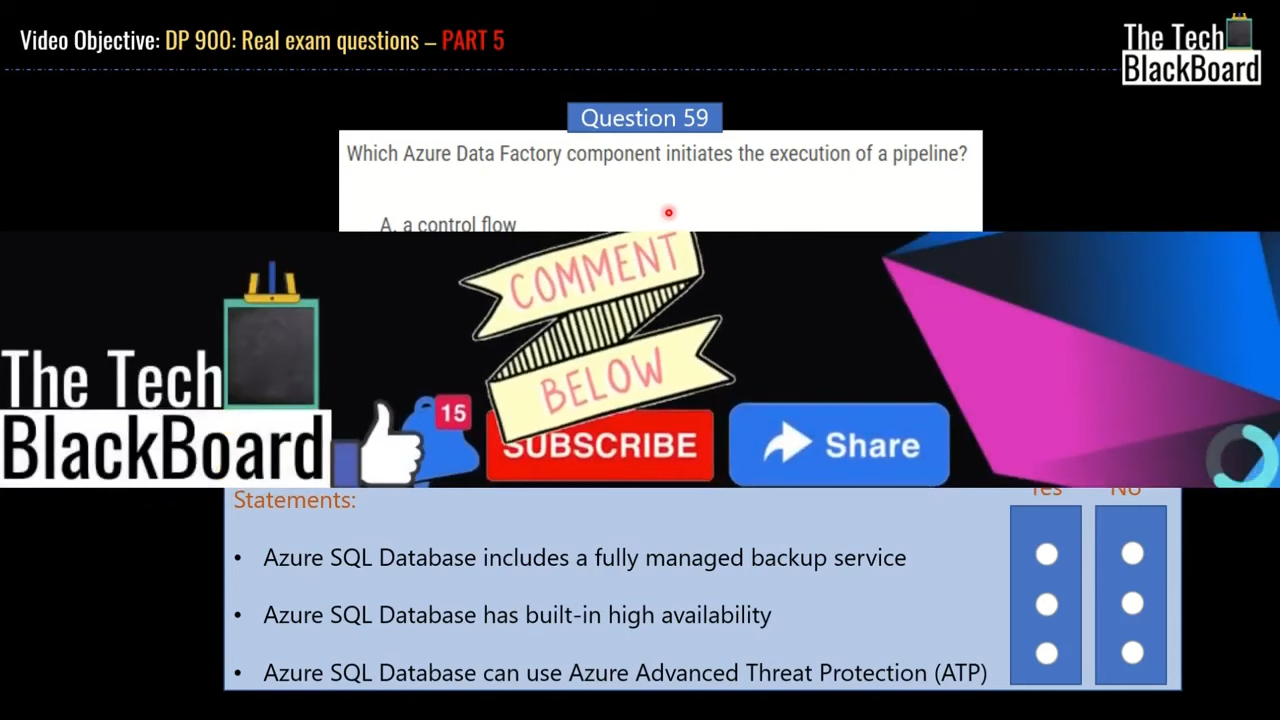 Video Objective: DP 900: Real exam questions – PART 5
The Tech
BlackBoard
Question 59
Which Azure Data Factory component initiates the execution of a pipeline?
A. a control flow
COMMENT
BELOW
The Tech
BlackBoard
15
SUBSCRIBE
Share
Statements:
Yes No
• Azure SQL Database includes a fully managed backup service
• Azure SQL Database has built-in high availability
• Azure SQL Database can use Azure Advanced Threat Protection (ATP)